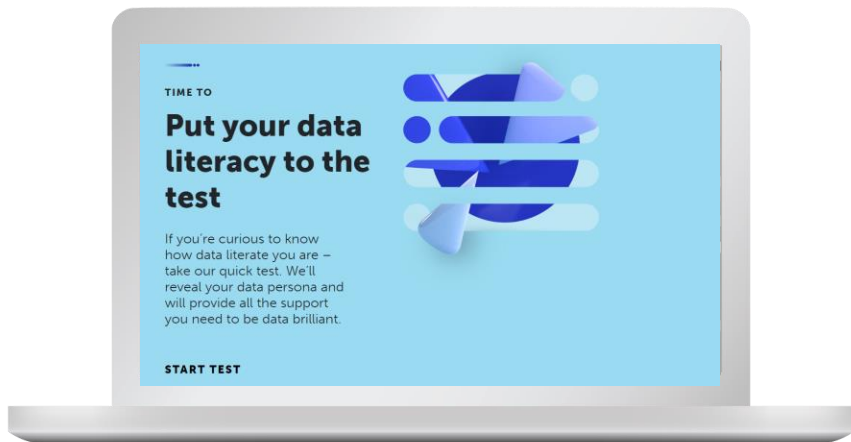 TIME TO
Put your data
literacy to the
test
If you're curious to know
how data literate you are –
take our quick test. We'll
reveal your data persona and
will provide all the support
you need to be data brilliant.
START TEST